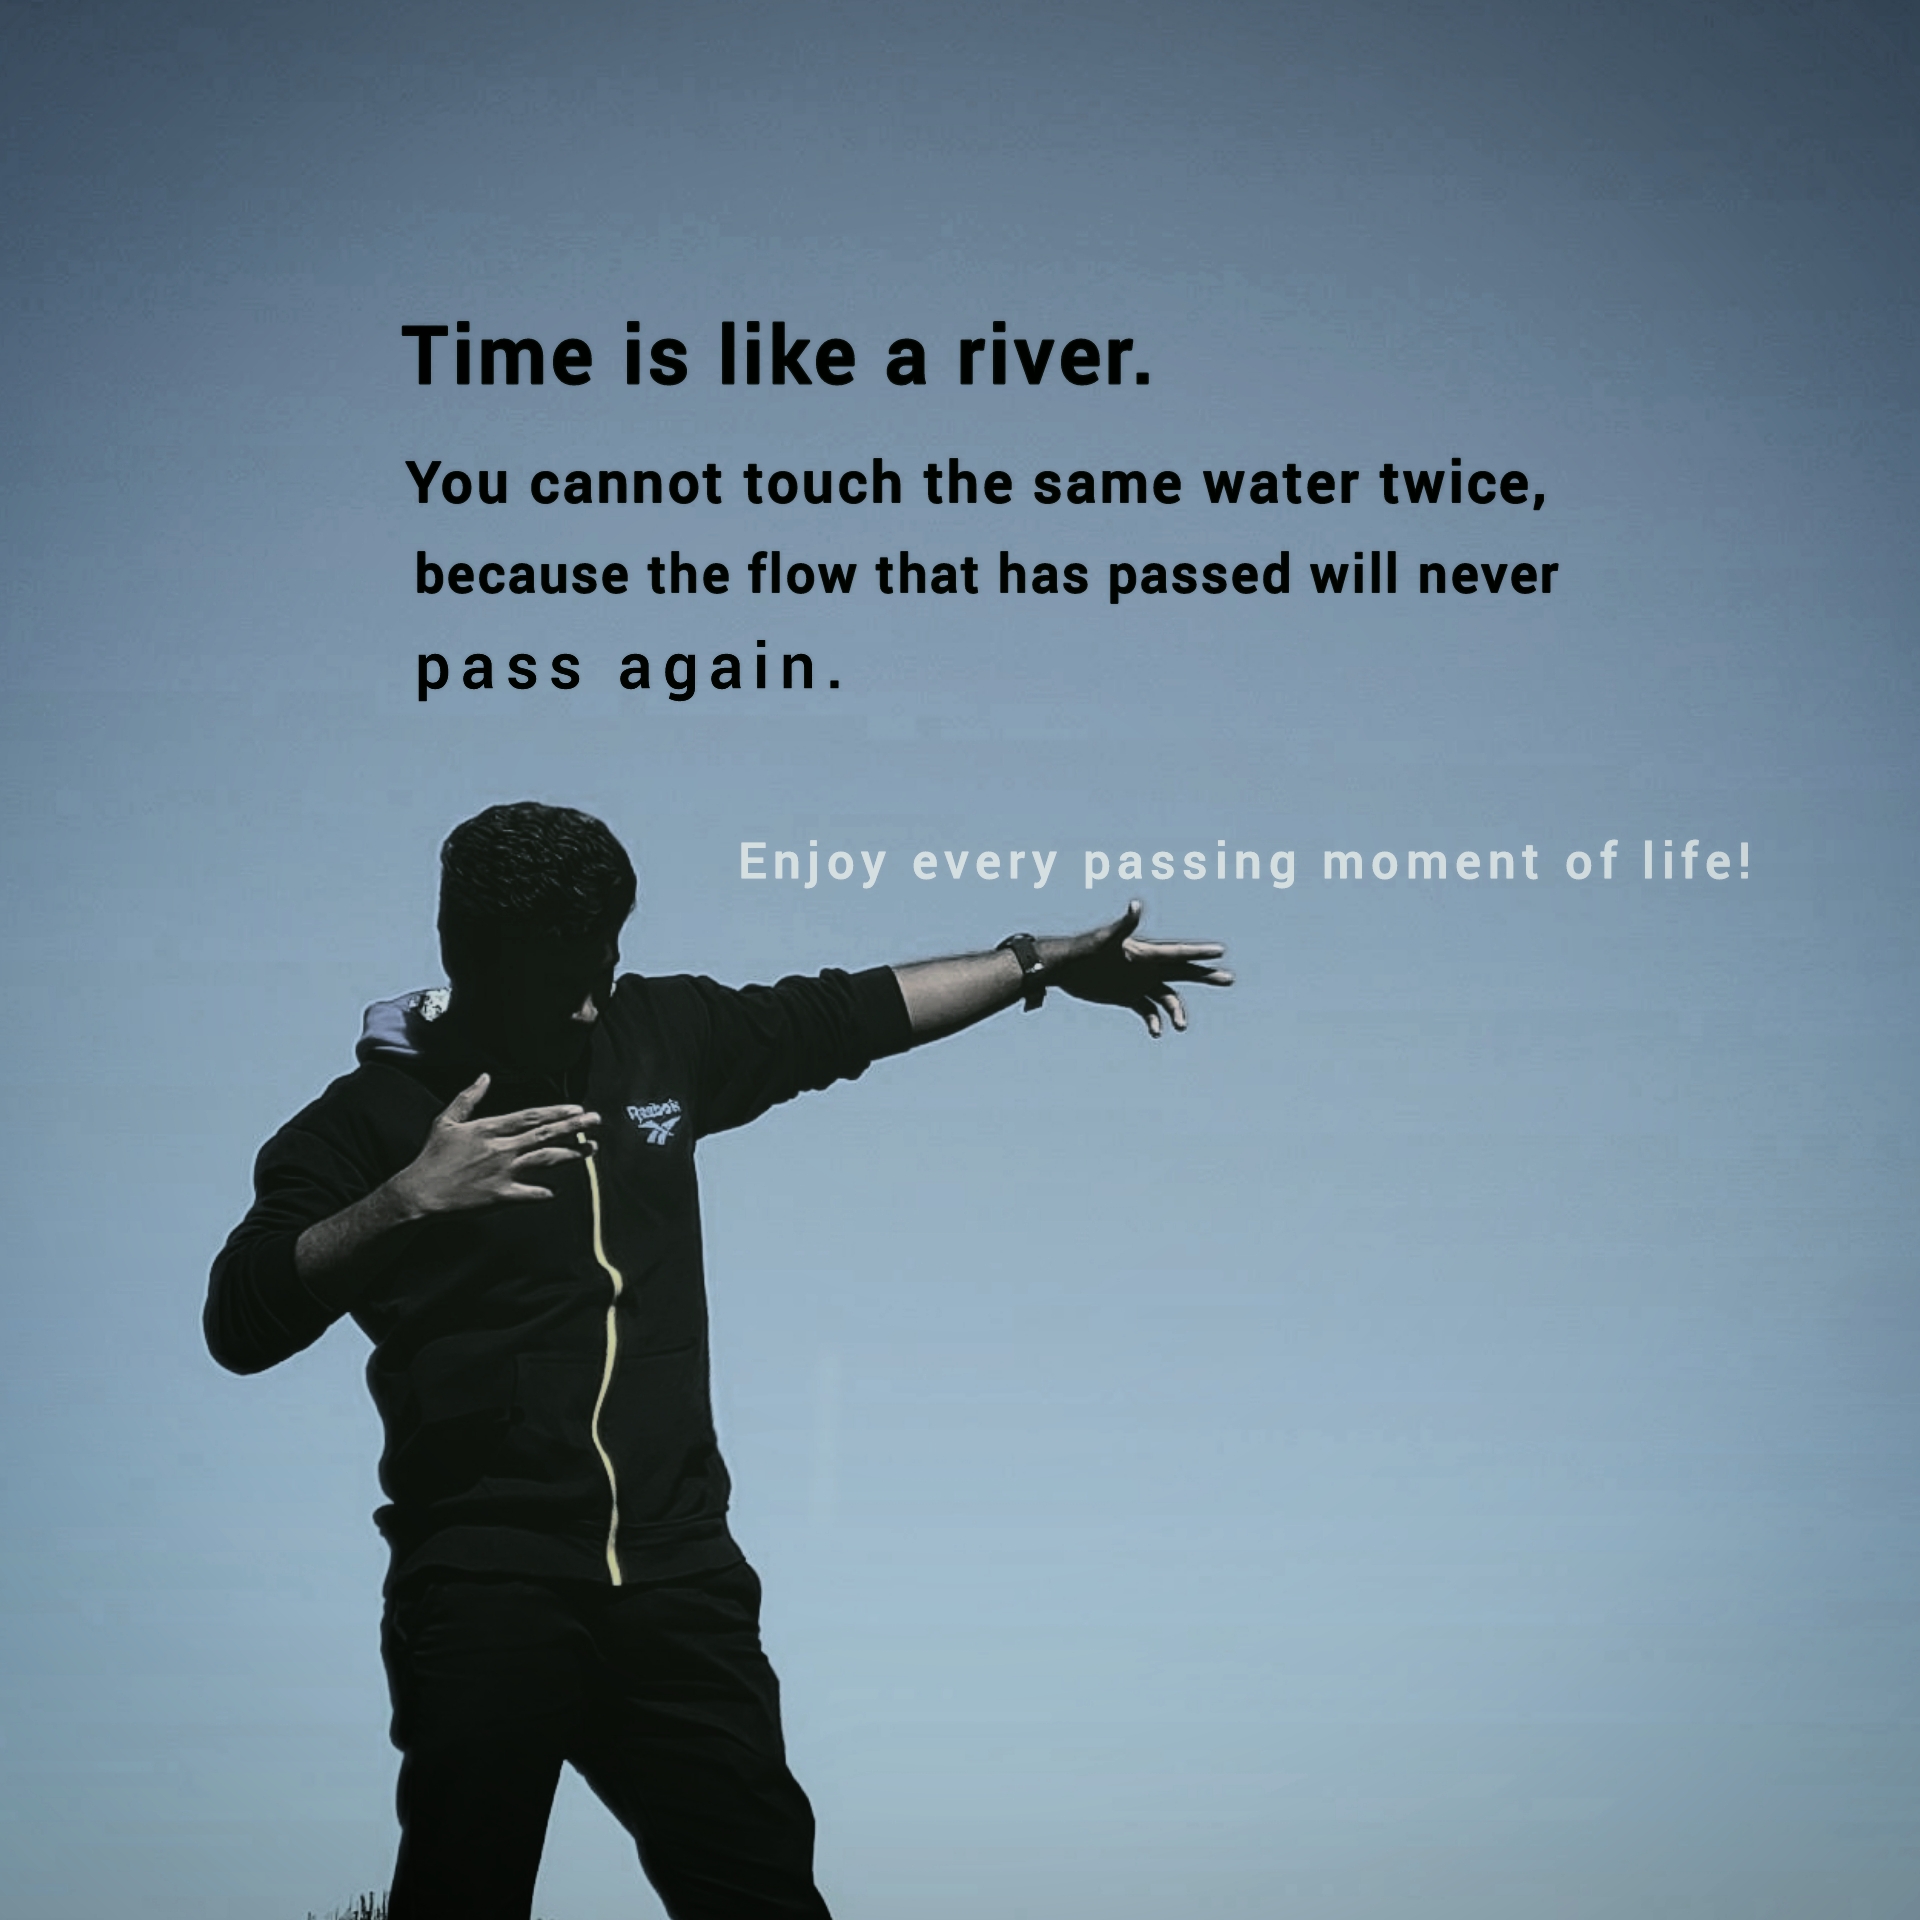 Time is like a river.
You cannot touch the same water twice,
because the flow that has passed will never
pass again.
Enjoy every passing moment of life!
Reebok